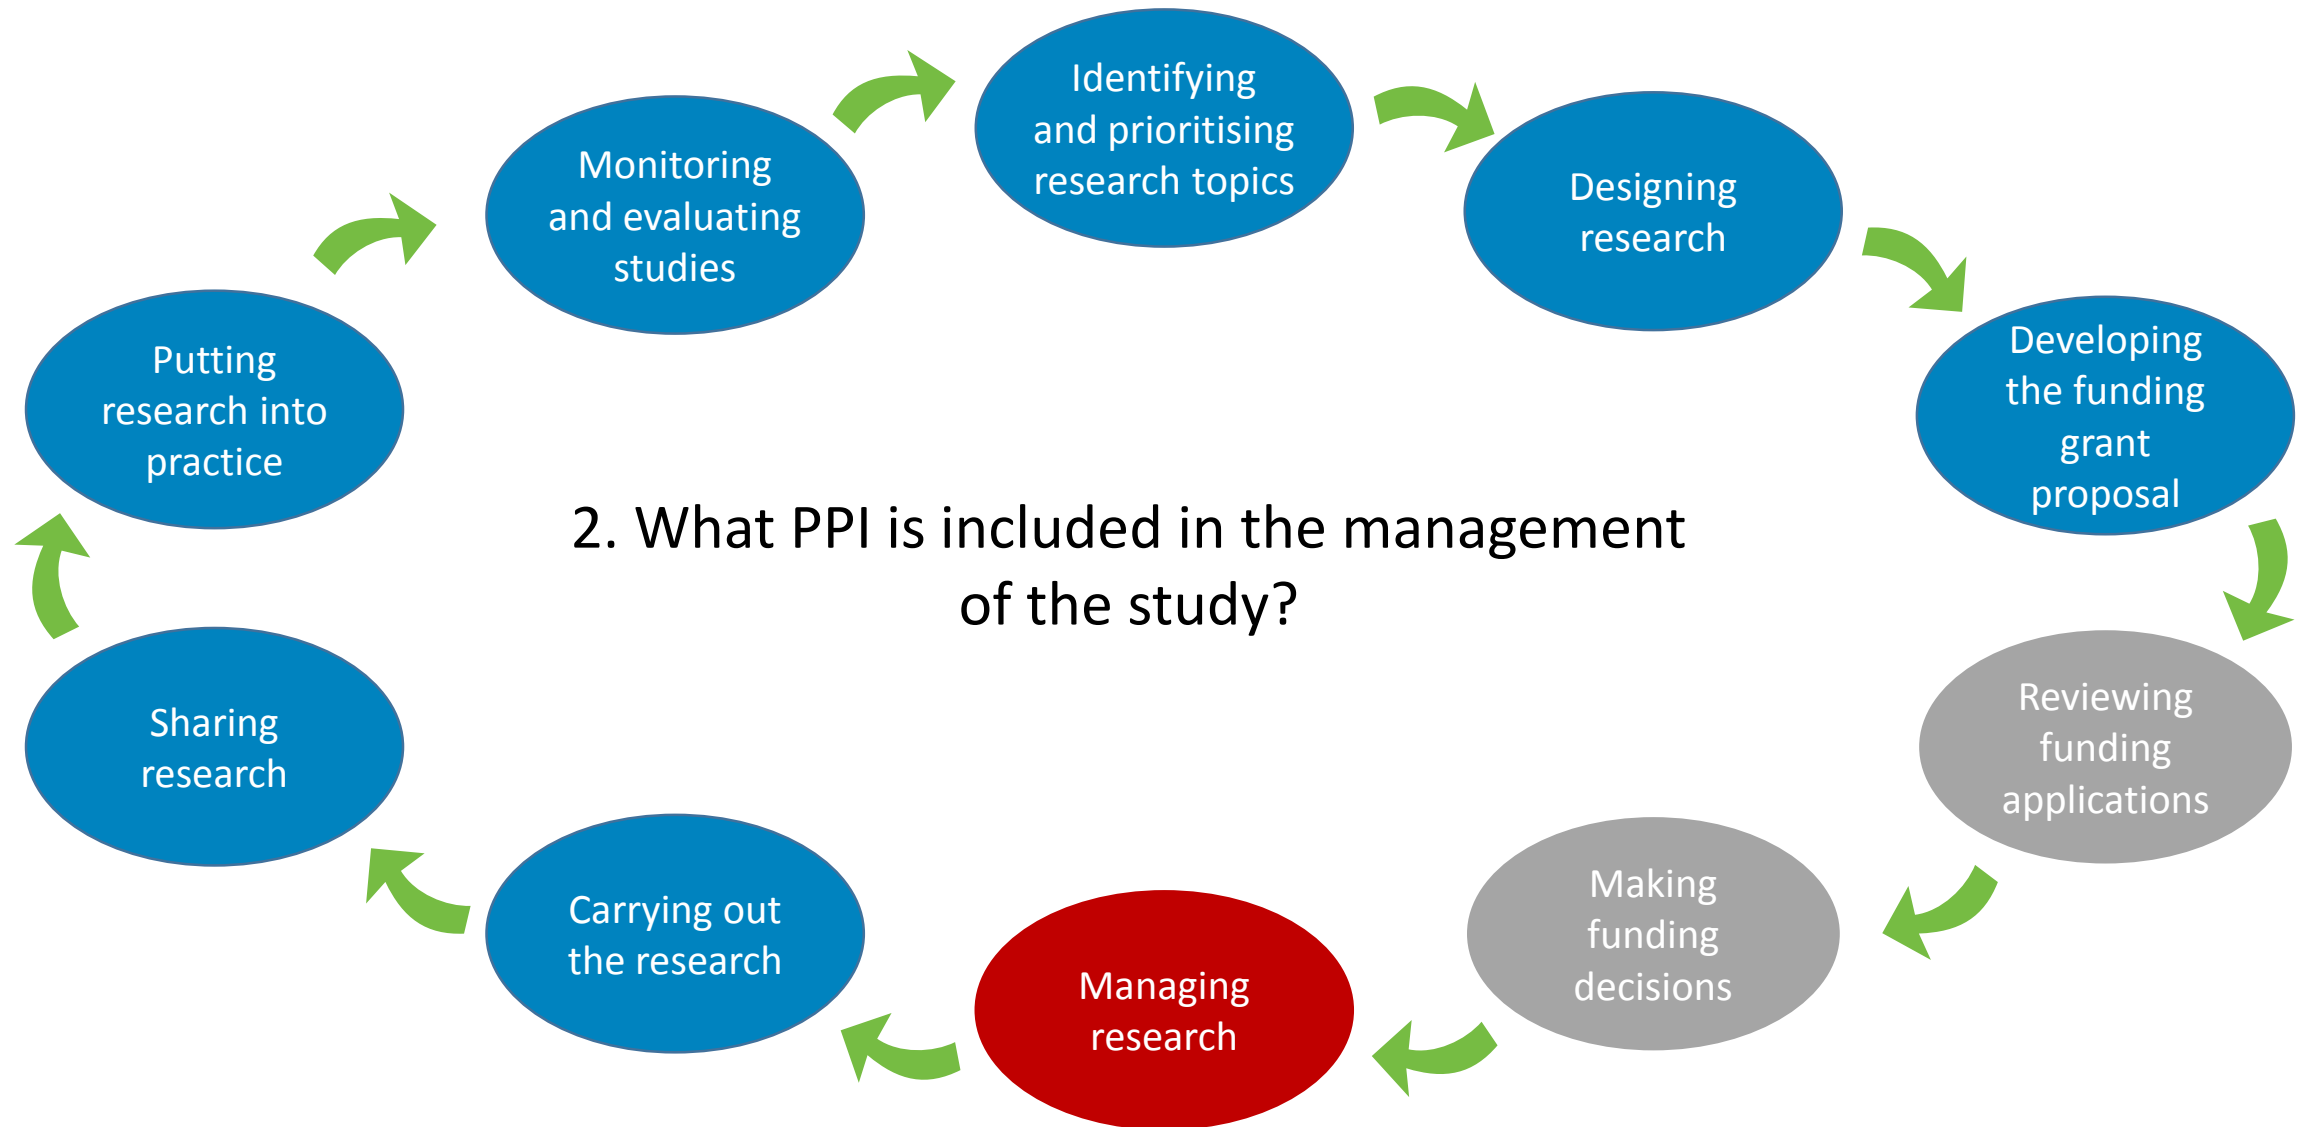 Identifying
and prioritising
research topics
Designing
research
Developing
the funding
grant
proposal
Reviewing
funding
applications
Making
funding
decisions
Managing
research
Carrying out
the research
Sharing
research
Putting
research into
practice
Monitoring
and evaluating
studies
2. What PPI is included in the management
of the study?